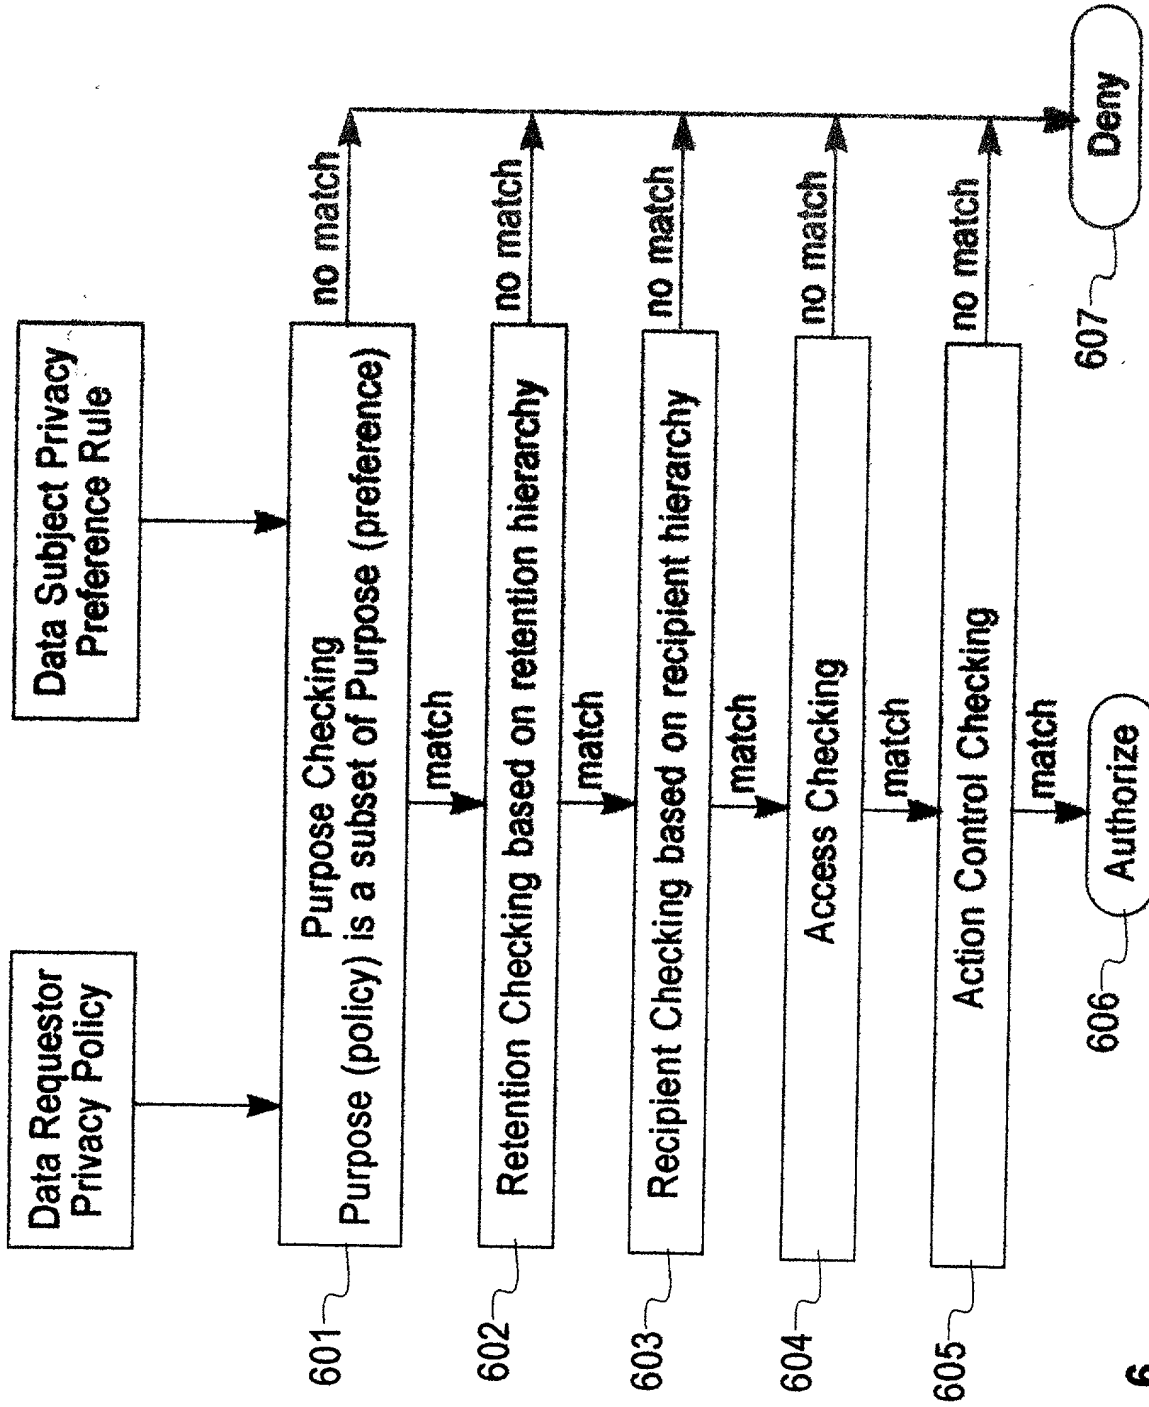 Data Requestor
Privacy Policy
Data Subject Privacy
Preference Rule
601
Purpose Checking
Purpose (policy) is a subset of Purpose (preference)
no match
match
602
Retention Checking based on retention hierarchy
no match
match
603
Recipient Checking based on recipient hierarchy
no match
match
604
Access Checking
no match
match
605
Action Control Checking
no match
match
606
Authorize
607
Deny